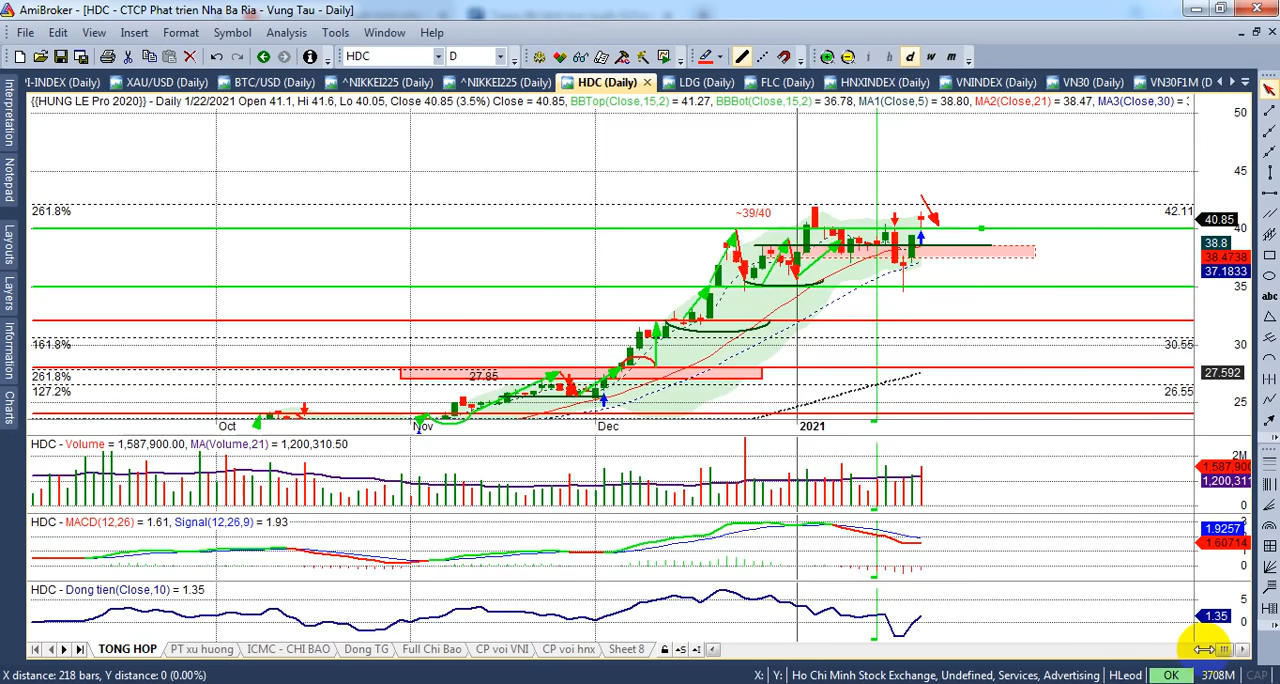 AmiBroker - [HDC - CTCP Phat trien Nha Ba Ria - Vung Tau - Daily]
File Edit View Insert Format Symbol Analysis Tools Window Help
HDC D i h d w m
I-INDEX (Daily) XAU/USD (Daily) BTC/USD (Daily) ^NIKKEI225 (Daily) ^NIKKEI225 (Daily) HDC (Daily) LDG (Daily) FLC (Daily) HNXINDEX (Daily) VNINDEX (Daily) VN30 (Daily) VN30F1M (D
{{HUNG LE Pro 2020}} - Daily 1/22/2021 Open 41.1, Hi 41.6, Lo 40.05, Close 40.85 (3.5%) Close = 40.85, BBTop(Close,15,2) = 41.27, BBBot(Close,15,2) = 36.78, MA1(Close,5) = 38.80, MA2(Close,21) = 38.47, MA3(Close,30) =
50
45
261.8% ~39/40 42.11
40.85
40
38.8
38.4738
37.1833
35
161.8% 30.55
30
27.592
261.8% 27.85
127.2% 26.55
25
Oct Nov Dec 2021
HDC - Volume = 1,587,900.00, MA(Volume,21) = 1,200,310.50
2M
1,587,900
1,200,311
0
HDC - MACD(12,26) = 1.61, Signal(12,26,9) = 1.93
1.9257
1.60714
0
HDC - Dong tien(Close,10) = 1.35
5
1.35
0
TONG HOP PT xu huong ICMC - CHI BAO Dong TG Full Chi Bao CP voi VNI CP voi hnx Sheet 8
X distance: 218 bars, Y distance: 0 (0.00%) X: Y: Ho Chi Minh Stock Exchange, Undefined, Services, Advertising HLeod OK 3708M CAP
Interpretation
Notepad
Layouts
Layers
Information
Charts
abc